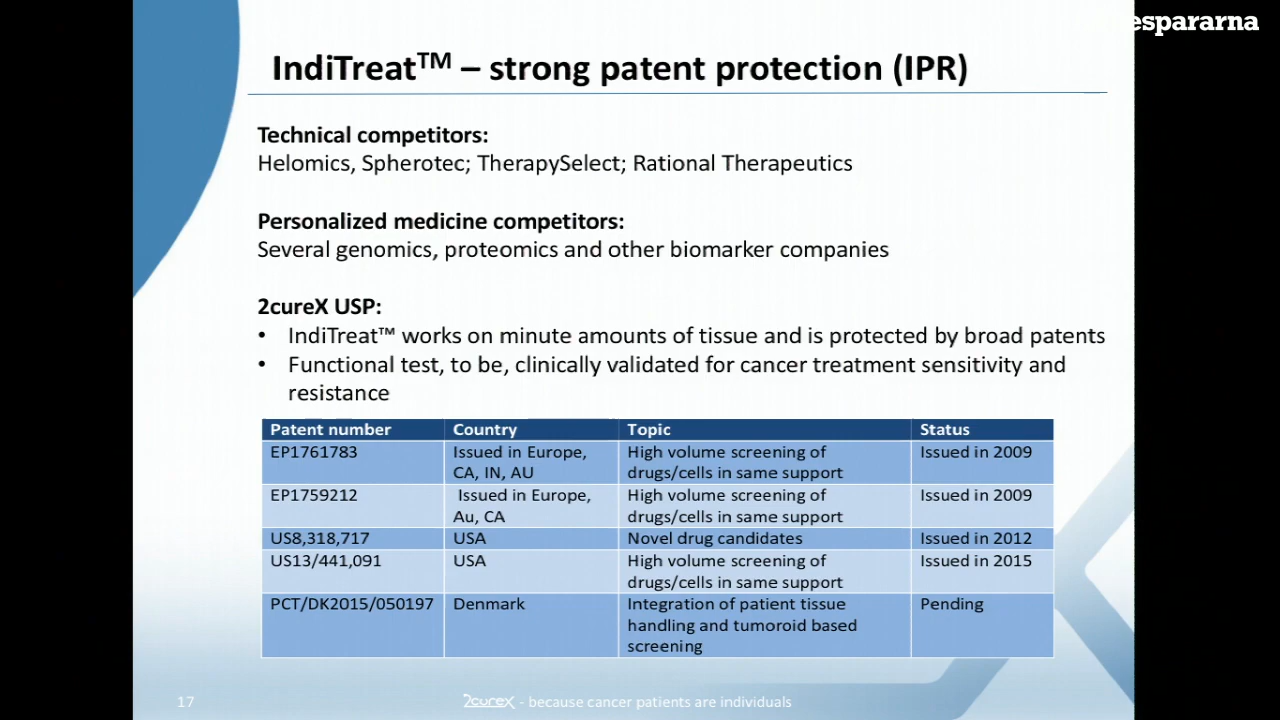 espararna
IndiTreat™ – strong patent protection (IPR)
Technical competitors:
Helomics, Spherotec; TherapySelect; Rational Therapeutics
Personalized medicine competitors:
Several genomics, proteomics and other biomarker companies
2cureX USP:
• IndiTreat™ works on minute amounts of tissue and is protected by broad patents
• Functional test, to be, clinically validated for cancer treatment sensitivity and
resistance
Patent number Country Topic Status
EP1761783 Issued in Europe, High volume screening of Issued in 2009
CA, IN, AU drugs/cells in same support
EP1759212 Issued in Europe, High volume screening of Issued in 2009
Au, CA drugs/cells in same support
US8,318,717 USA Novel drug candidates Issued in 2012
US13/441,091 USA High volume screening of Issued in 2015
drugs/cells in same support
PCT/DK2015/050197 Denmark Integration of patient tissue Pending
handling and tumoroid based
screening
17 2cureX - because cancer patients are individuals